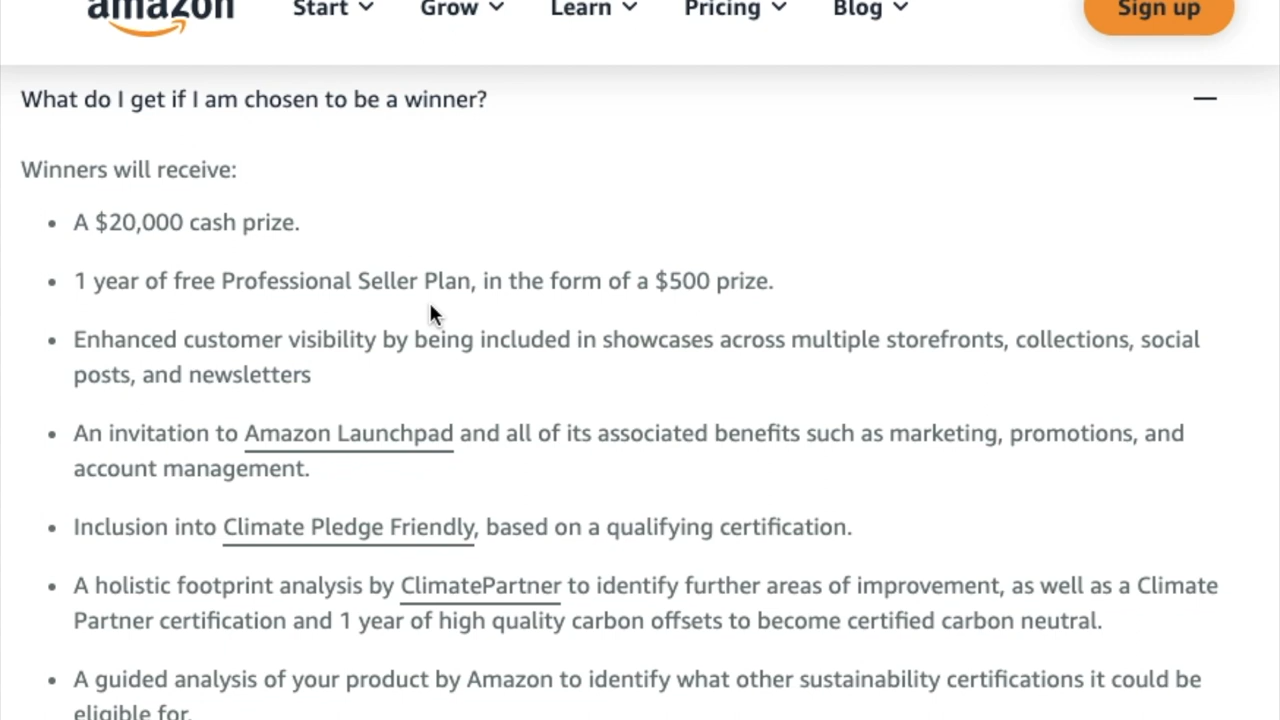 amazon Start Grow Learn Pricing Blog Sign up
What do I get if I am chosen to be a winner?
Winners will receive:
• A $20,000 cash prize.
• 1 year of free Professional Seller Plan, in the form of a $500 prize.
• Enhanced customer visibility by being included in showcases across multiple storefronts, collections, social
posts, and newsletters
• An invitation to Amazon Launchpad and all of its associated benefits such as marketing, promotions, and
account management.
• Inclusion into Climate Pledge Friendly, based on a qualifying certification.
• A holistic footprint analysis by ClimatePartner to identify further areas of improvement, as well as a Climate
Partner certification and 1 year of high quality carbon offsets to become certified carbon neutral.
• A guided analysis of your product by Amazon to identify what other sustainability certifications it could be
eligible for.